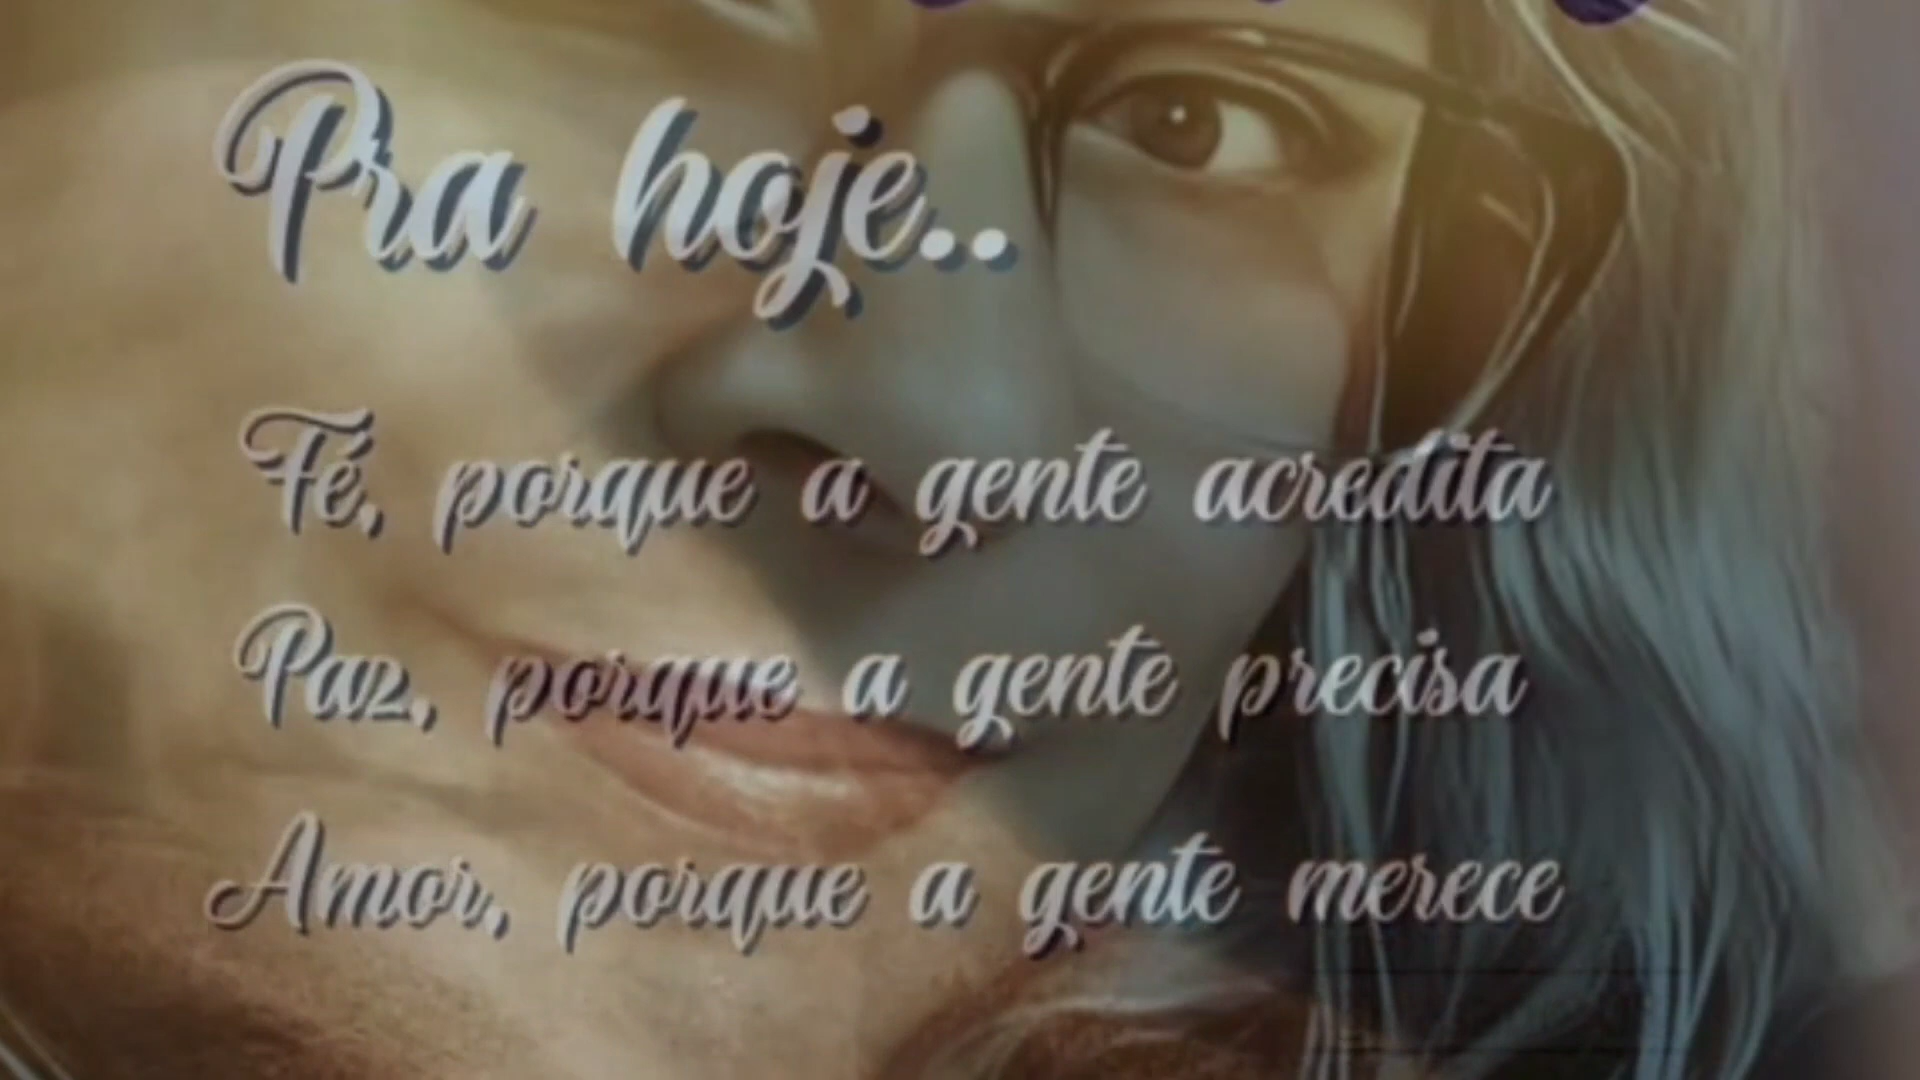 Pra hoje..
Fé, porque a gente acredita
Paz, porque a gente precisa
Amor, porque a gente merece